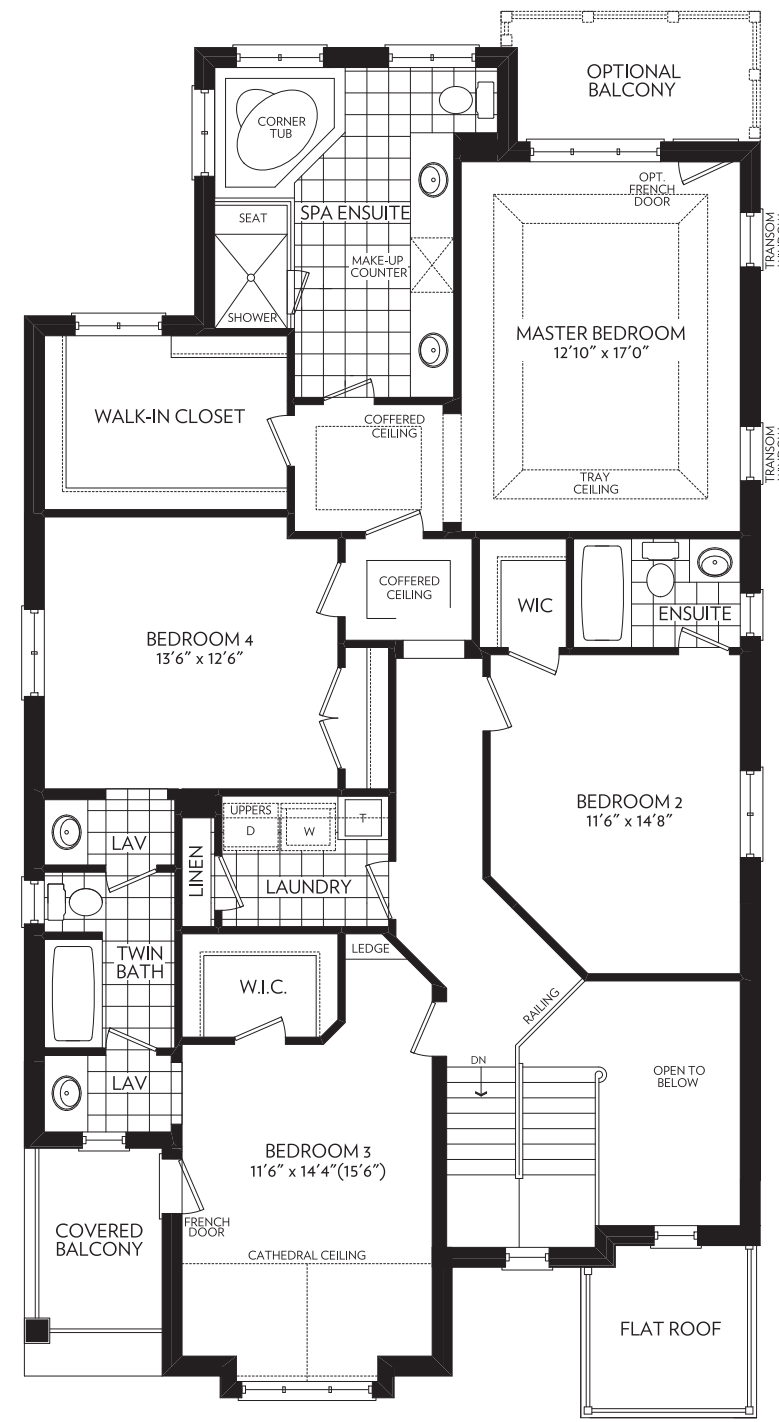 OPTIONAL
BALCONY
CORNER
TUB
OPT.
FRENCH
DOOR
SEAT
SPA ENSUITE
TRANSOM
MAKE-UP
COUNTER
SHOWER
MASTER BEDROOM
12'10" x 17'0"
WALK-IN CLOSET
COFFERED
CEILING
TRANSOM
TRAY
CEILING
COFFERED
CEILING
WIC
ENSUITE
BEDROOM 4
13'6" x 12'6"
BEDROOM 2
11'6" x 14'8"
UPPERS
D
W
T
LAV
LINEN
LAUNDRY
LEDGE
TWIN
BATH
W.I.C.
RAILING
DN
OPEN TO
BELOW
LAV
BEDROOM 3
11'6" x 14'4"(15'6")
FRENCH
DOOR
COVERED
BALCONY
CATHEDRAL CEILING
FLAT ROOF